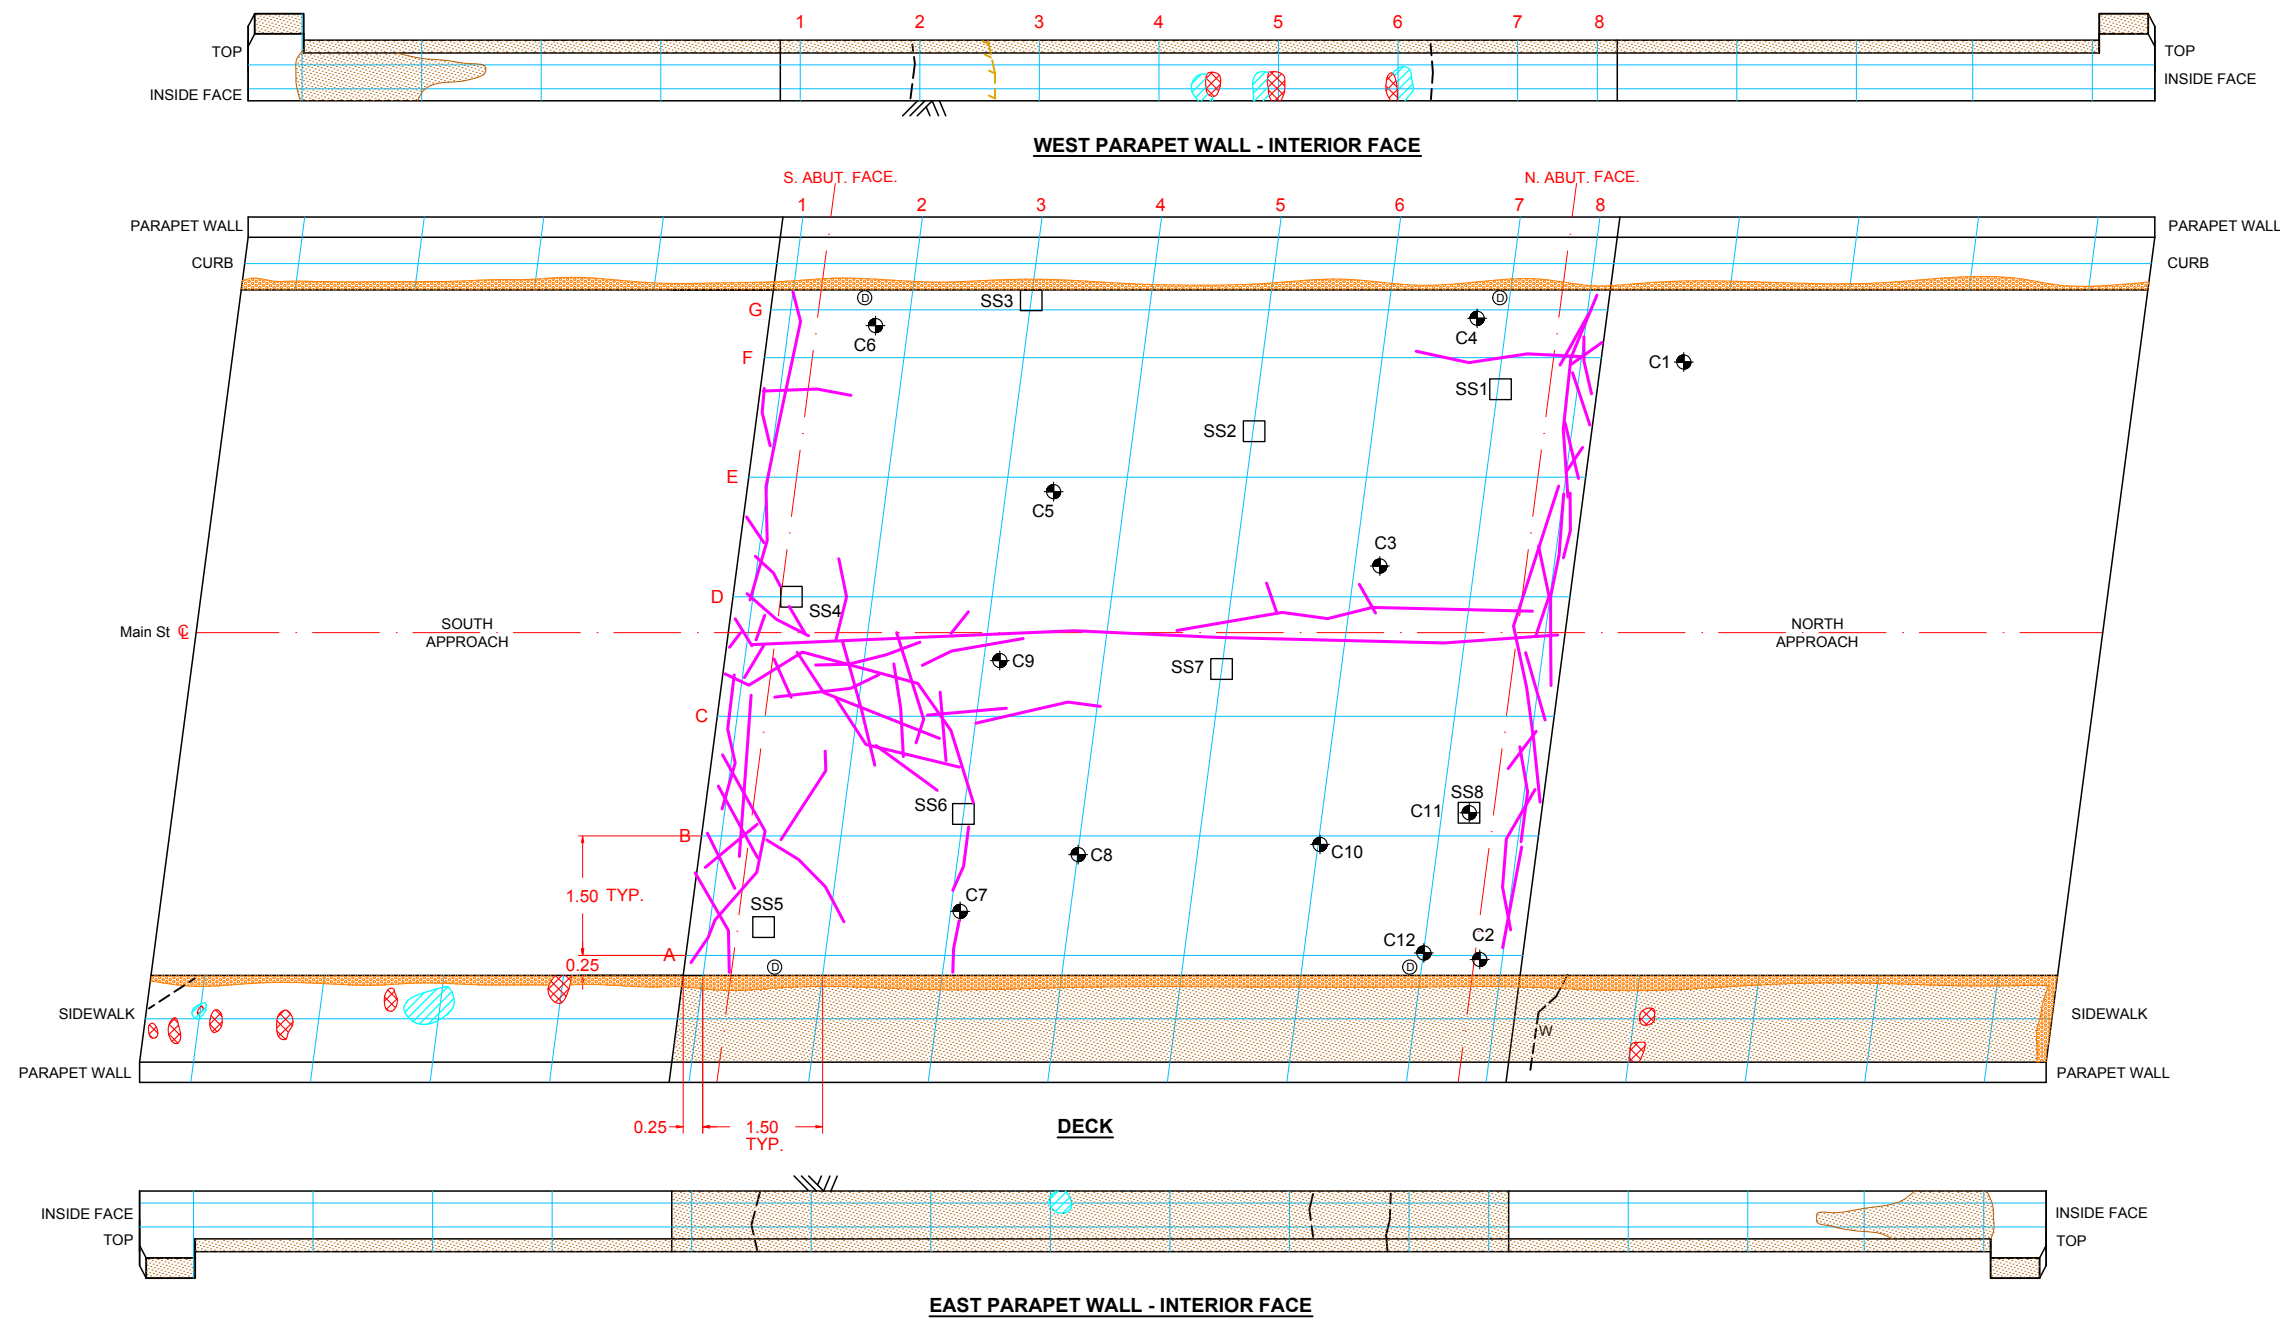 1 2 3 4 5 6 7 8
TOP
TOP
INSIDE FACE
INSIDE FACE
WEST PARAPET WALL - INTERIOR FACE
S. ABUT. FACE.
N. ABUT. FACE.
1 2 3 4 5 6 7 8
PARAPET WALL
PARAPET WALL
CURB
CURB
D
SS3
D
G
C6
C4
F
C1
SS1
SS2
E
C5
C3
D
SS4
Main St ℄
SOUTH
APPROACH
NORTH
APPROACH
C9
SS7
C
SS6
SS8
C11
B
C8
C10
1.50 TYP.
SS5
C7
C12
C2
A
0.25
D
D
SIDEWALK
SIDEWALK
W
PARAPET WALL
PARAPET WALL
0.25
1.50
TYP.
DECK
INSIDE FACE
INSIDE FACE
TOP
TOP
EAST PARAPET WALL - INTERIOR FACE